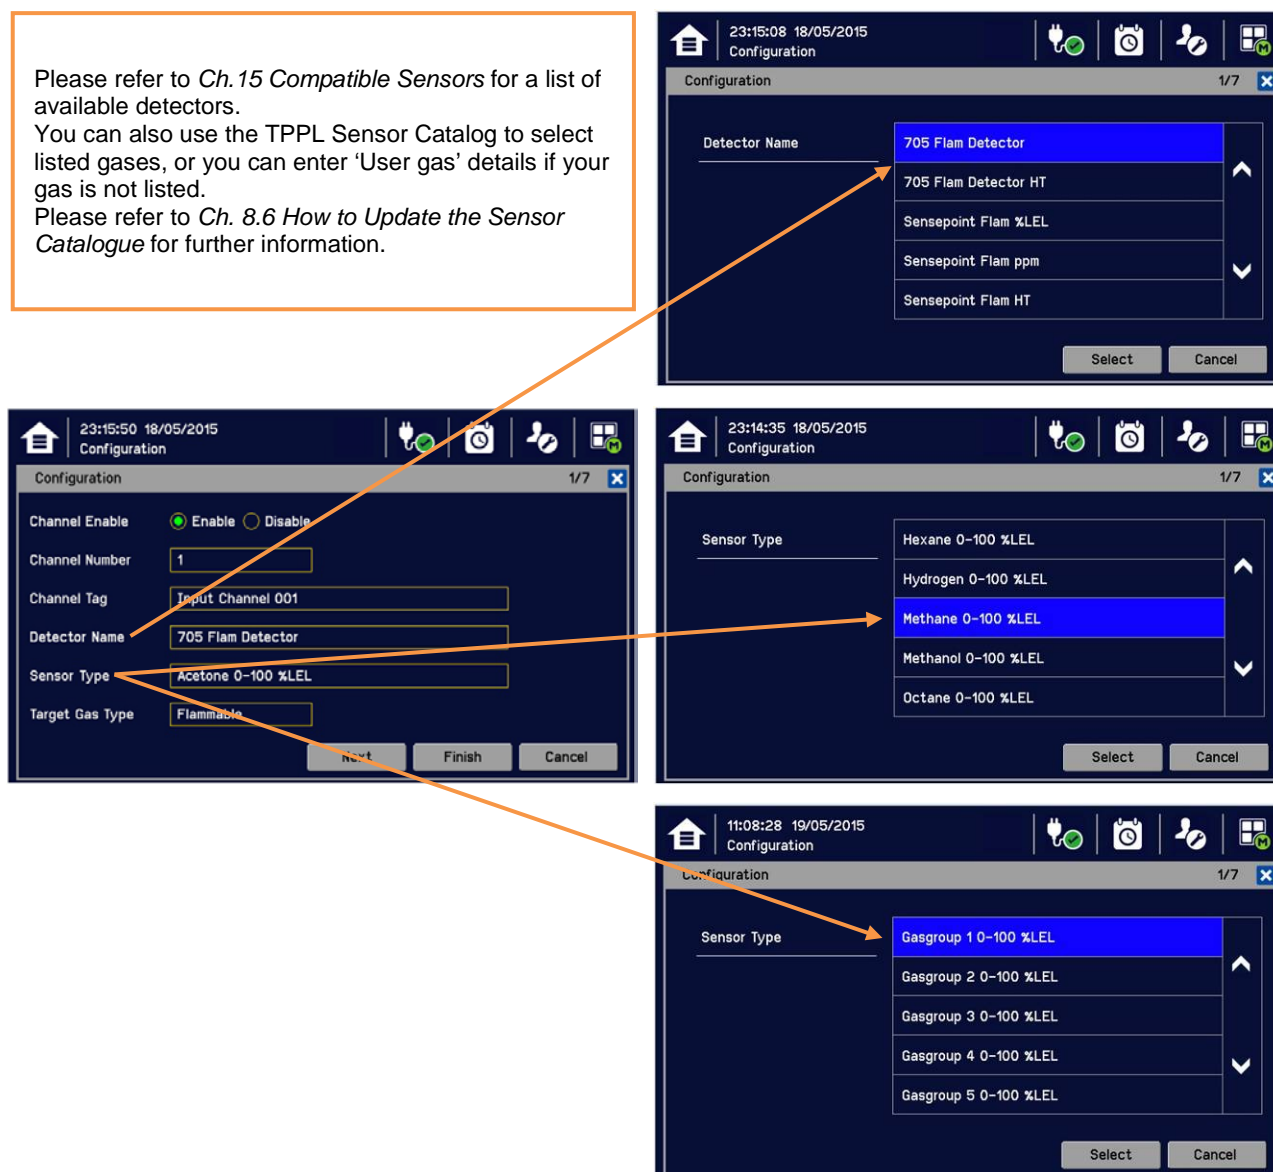 Please refer to Ch.15 Compatible Sensors for a list of
available detectors.
You can also use the TPPL Sensor Catalog to select
listed gases, or you can enter ‘User gas’ details if your
gas is not listed.
Please refer to Ch. 8.6 How to Update the Sensor
Catalogue for further information.
23:15:08 18/05/2015
Configuration
Configuration 1/7
Detector Name
705 Flam Detector
705 Flam Detector HT
Sensepoint Flam %LEL
Sensepoint Flam ppm
Sensepoint Flam HT
Select Cancel
23:15:50 18/05/2015
Configuration
Configuration 1/7
Channel Enable Enable Disable
Channel Number 1
Channel Tag Input Channel 001
Detector Name 705 Flam Detector
Sensor Type Acetone 0-100 %LEL
Target Gas Type Flammable
Next Finish Cancel
23:14:35 18/05/2015
Configuration
Configuration 1/7
Sensor Type
Hexane 0-100 %LEL
Hydrogen 0-100 %LEL
Methane 0-100 %LEL
Methanol 0-100 %LEL
Octane 0-100 %LEL
Select Cancel
11:08:28 19/05/2015
Configuration
Configuration 1/7
Sensor Type
Gasgroup 1 0-100 %LEL
Gasgroup 2 0-100 %LEL
Gasgroup 3 0-100 %LEL
Gasgroup 4 0-100 %LEL
Gasgroup 5 0-100 %LEL
Select Cancel